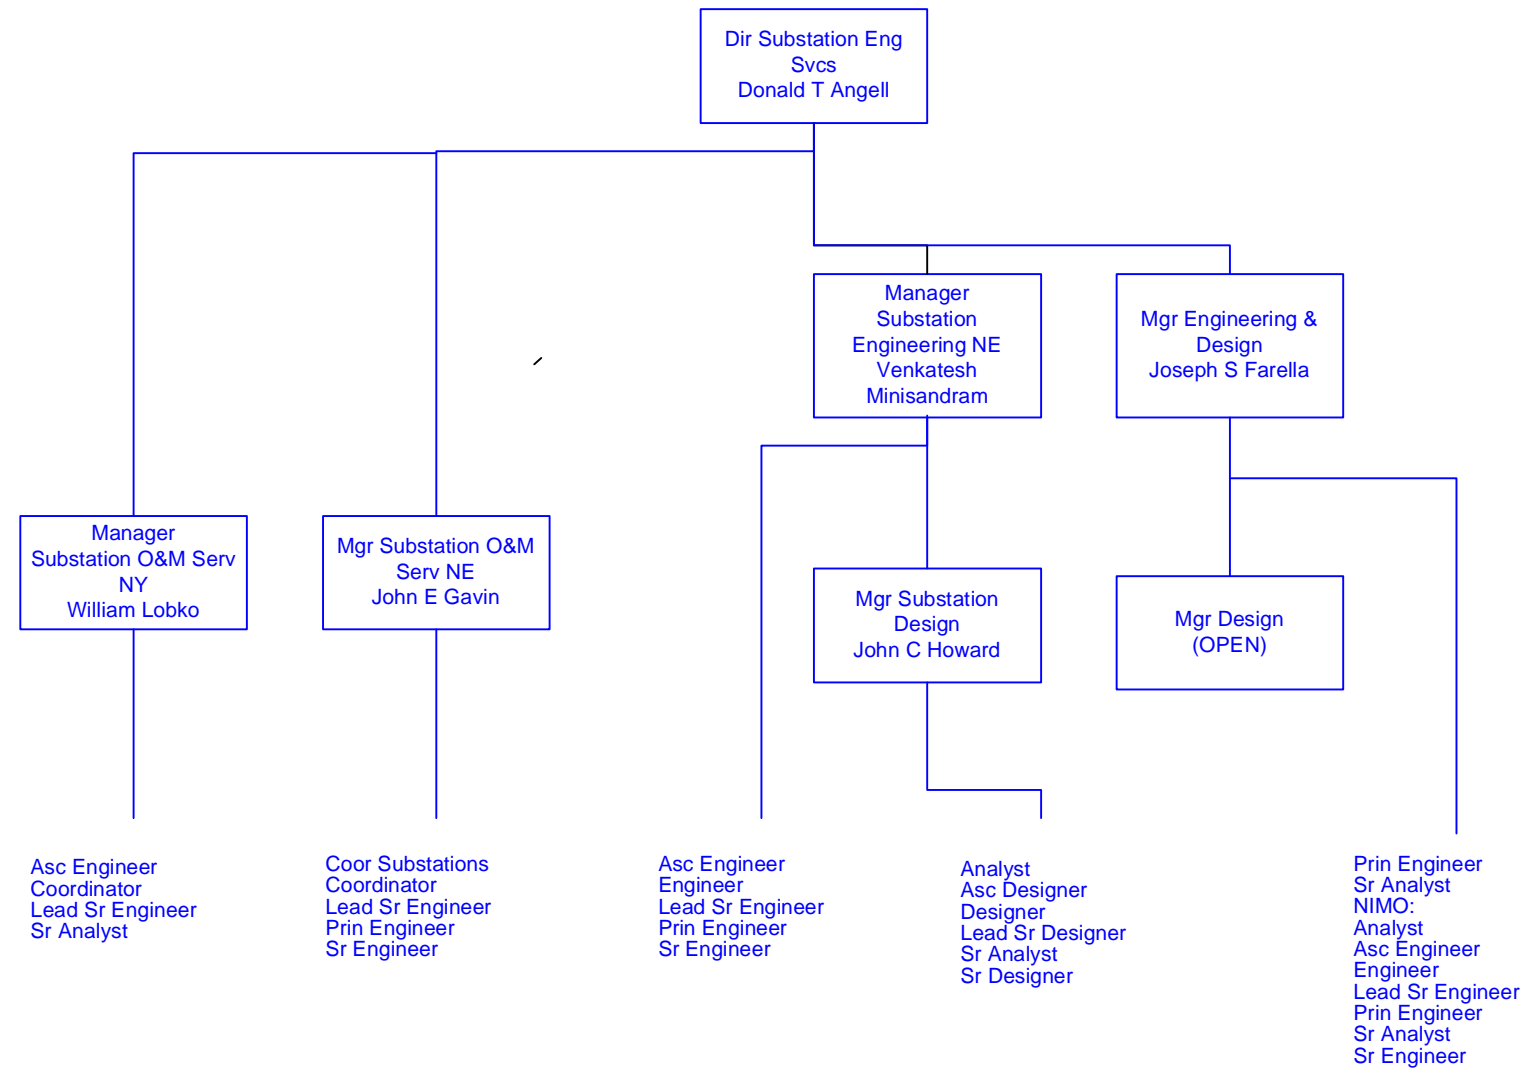 Dir Substation Eng
Svcs
Donald T Angell
Manager
Substation
Engineering NE
Venkatesh
Minisandram
Mgr Engineering &
Design
Joseph S Farella
Manager
Substation O&M Serv
NY
William Lobko
Mgr Substation O&M
Serv NE
John E Gavin
Mgr Substation
Design
John C Howard
Mgr Design
(OPEN)
Asc Engineer
Coordinator
Lead Sr Engineer
Sr Analyst
Coor Substations
Coordinator
Lead Sr Engineer
Prin Engineer
Sr Engineer
Asc Engineer
Engineer
Lead Sr Engineer
Prin Engineer
Sr Engineer
Analyst
Asc Designer
Designer
Lead Sr Designer
Sr Analyst
Sr Designer
Prin Engineer
Sr Analyst
NIMO:
Analyst
Asc Engineer
Engineer
Lead Sr Engineer
Prin Engineer
Sr Analyst
Sr Engineer